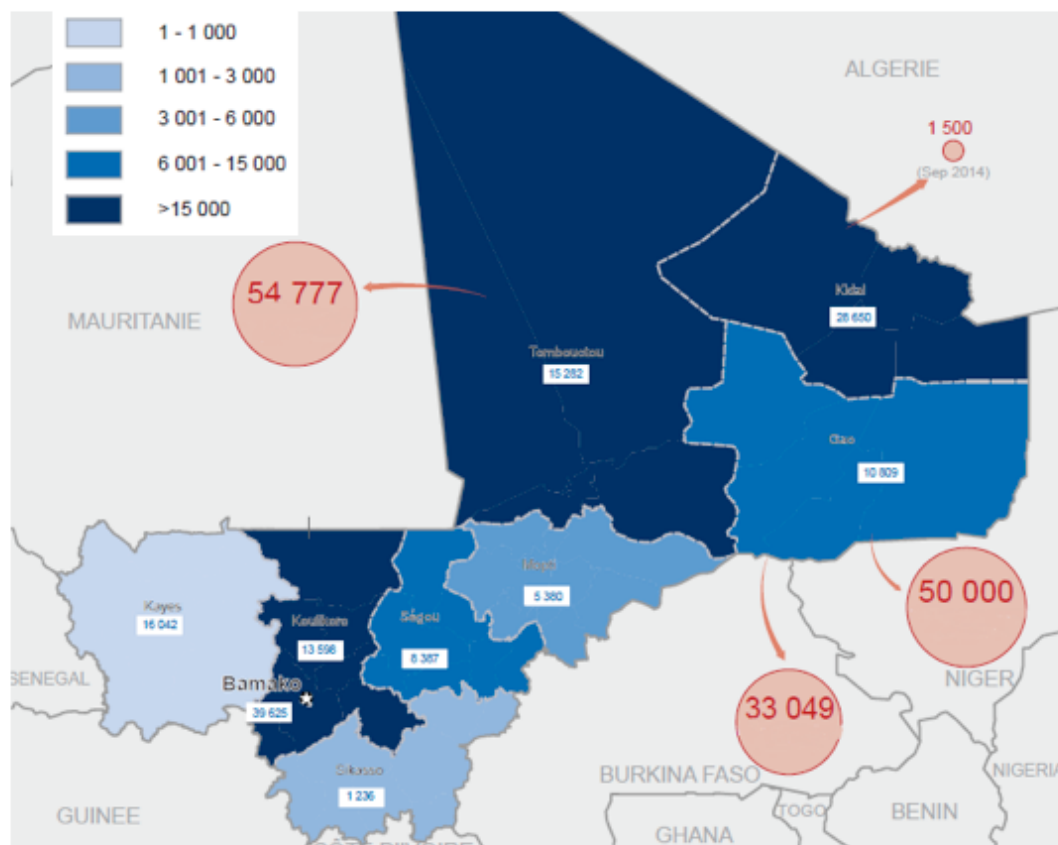 1 - 1 000
1 001 - 3 000
3 001 - 6 000
6 001 - 15 000
>15 000
ALGERIE
1 500
(Sep 2014)
54 777
MAURITANIE
Kidal
28 650
Tombouctou
15 282
Gao
10 809
Mopti
5 380
Kayes
16 042
Koulikoro
13 598
Ségou
8 387
Bamako
39 625
50 000
SENEGAL
NIGER
33 049
Sikasso
1 236
BURKINA FASO
NIGERIA
GUINEE
TOGO
BENIN
GHANA
CÔTE D'IVOIRE